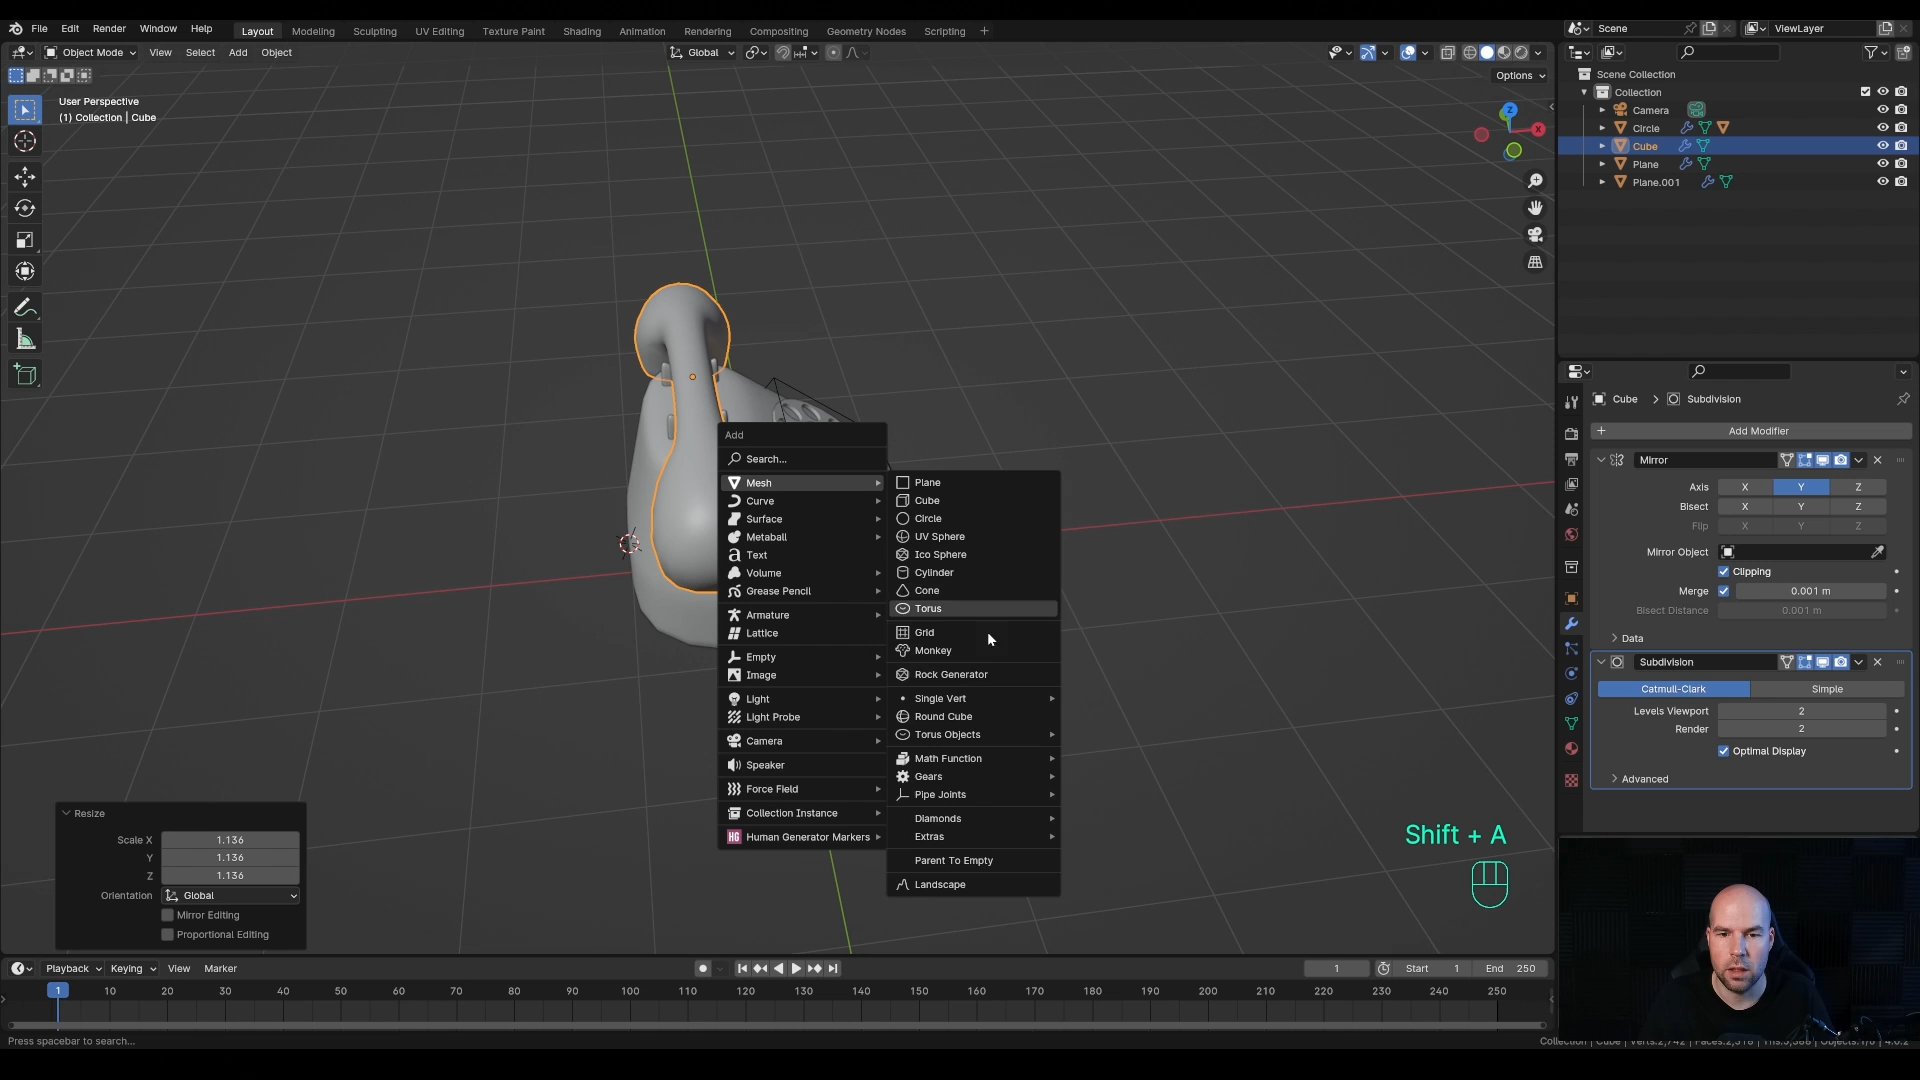 File Edit Render Window Help Layout Modeling Sculpting UV Editing Texture Paint Shading Animation Rendering Compositing Geometry Nodes Scripting + Scene ViewLayer
Object Mode View Select Add Object Global
Options
User Perspective
(1) Collection | Cube
X
Z
Scene Collection
Collection
Camera
Circle
Cube
Plane
Plane.001
Cube > Subdivision
+ Add Modifier
Mirror
Axis X Y Z
Bisect X Y Z
Flip X Y Z
Mirror Object
Clipping
Merge 0.001 m
Bisect Distance 0.001 m
Data
Subdivision
Catmull-Clark Simple
Levels Viewport 2
Render 2
Optimal Display
Advanced
Add
Search...
Mesh
Curve
Surface
Metaball
Text
Volume
Grease Pencil
Armature
Lattice
Empty
Image
Light
Light Probe
Camera
Speaker
Force Field
Collection Instance
HG Human Generator Markers
Plane
Cube
Circle
UV Sphere
Ico Sphere
Cylinder
Cone
Torus
Grid
Monkey
Rock Generator
Single Vert
Round Cube
Torus Objects
Math Function
Gears
Pipe Joints
Diamonds
Extras
Parent To Empty
Landscape
Resize
Scale X 1.136
Y 1.136
Z 1.136
Orientation Global
Mirror Editing
Proportional Editing
Shift + A
Playback Keying View Marker 1 Start 1 End 250
1 10 20 30 40 50 60 70 80 90 100 110 120 130 140 150 160 170 180 190 200 210 220 230 240 250
Press spacebar to search...